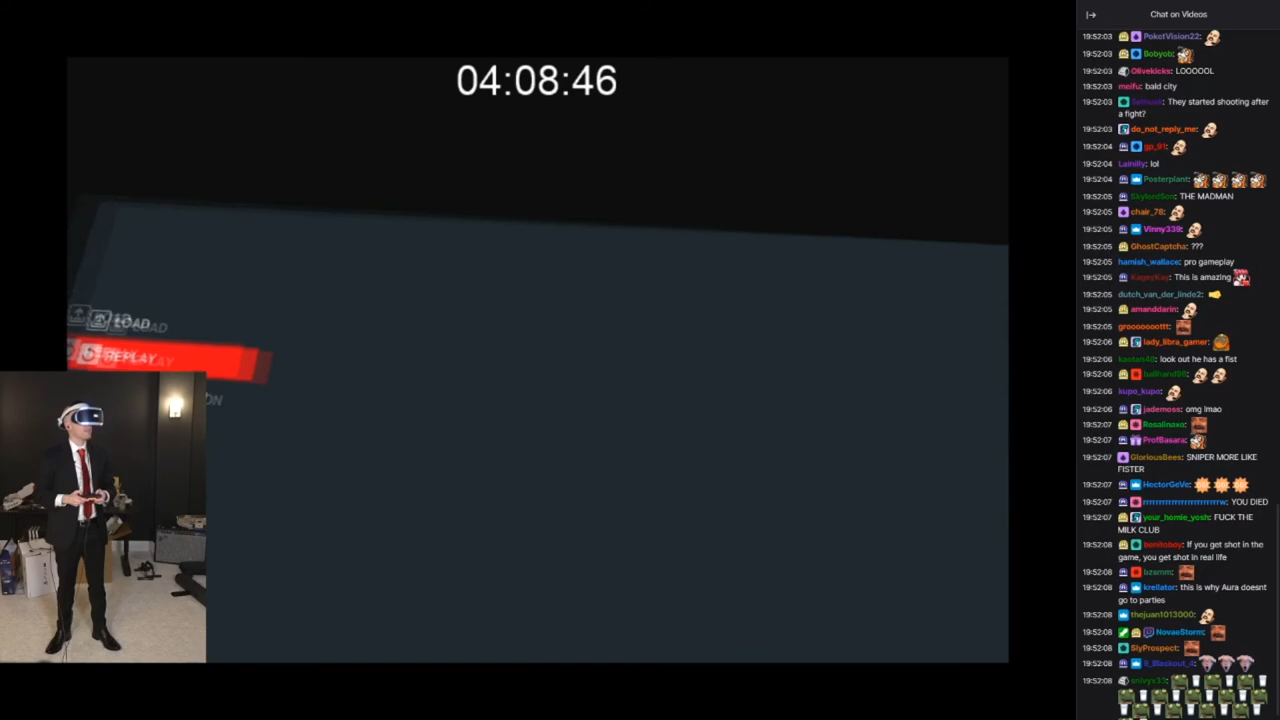 04:08:46
LOAD
REPLAY
ON
Chat on Videos
19:52:03 PoketVision22:
19:52:03 Bobyob:
19:52:03 Olivekicks: LOOOOOL
meifu: bald city
19:52:03 They started shooting after
a fight?
19:52:03 do_not_reply_me:
19:52:04 gp_91:
19:52:04 Lainilly: lol
19:52:04 Posterplant:
19:52:05 SkylordSon: THE MADMAN
19:52:05 chair_78:
19:52:05 Vinny339:
19:52:05 GhostCaptcha: ???
hamish_wallace: pro gameplay
19:52:05 KageyKay: This is amazing
19:52:05 dutch_van_der_linde2:
19:52:05 amanddarin:
19:52:05
19:52:06 lady_libra_gamer:
19:52:06 look out he has a fist
19:52:06
19:52:06 kupo_kupo:
19:52:06 jademoss: omg lmao
19:52:07 Rosalinaxo:
19:52:07 ProfBasara:
19:52:07 GloriousBees: SNIPER MORE LIKE
FISTER
19:52:07 HectorGeVe:
19:52:07 YOU DIED
19:52:07 your_homie_yosh: FUCK THE
MILK CLUB
19:52:08 benitoboy: If you get shot in the
game, you get shot in real life
19:52:08 bzsmm:
19:52:08 krellator: this is why Aura doesnt
go to parties
19:52:08 thejuan1013000:
19:52:08 NovaeStorm:
19:52:08 SlyProspect:
19:52:08
19:52:08 snivyx33: